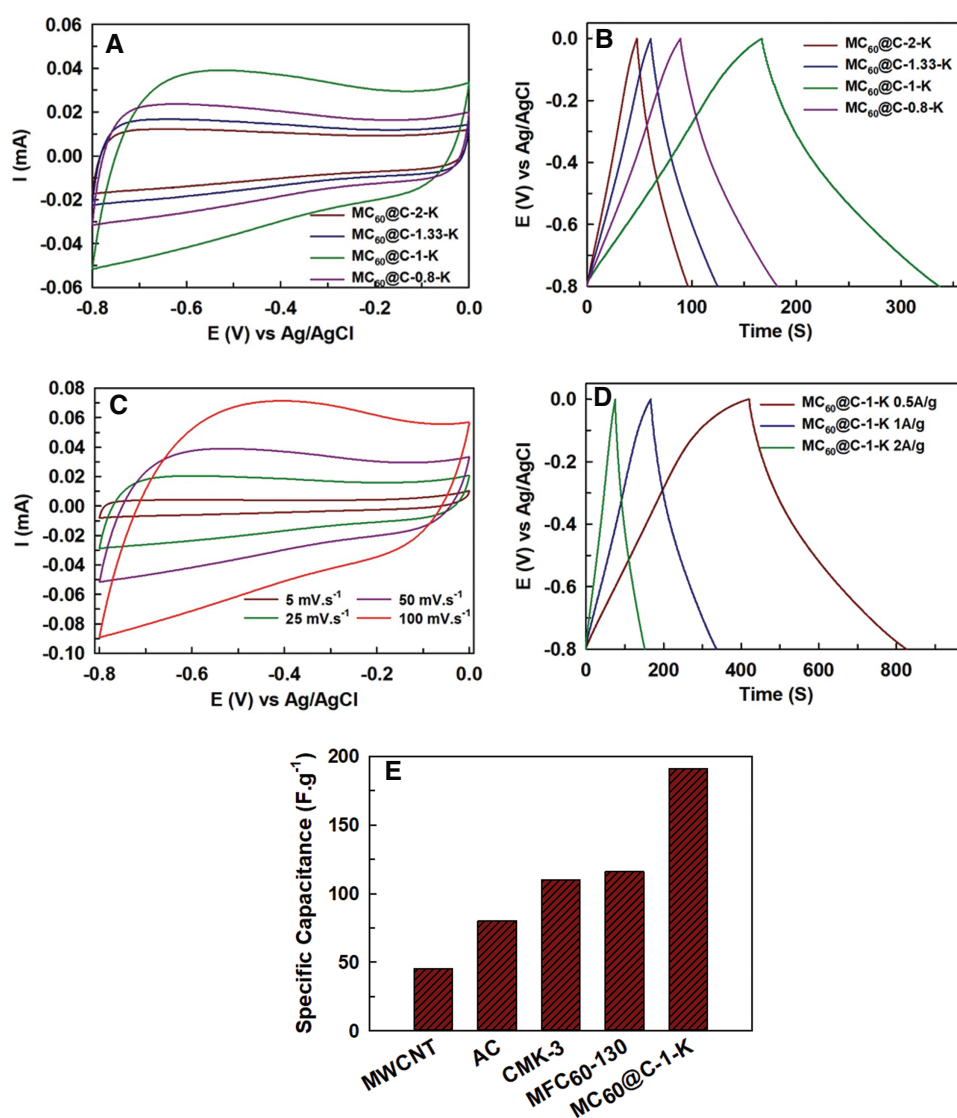 A
0.06
0.04
0.02
0.00
-0.02
-0.04
-0.06
I (mA)
MC60@C-2-K
MC60@C-1.33-K
MC60@C-1-K
MC60@C-0.8-K
-0.8 -0.6 -0.4 -0.2 0.0
E (V) vs Ag/AgCl
B
0.0
-0.2
-0.4
-0.6
-0.8
E (V) vs Ag/AgCl
MC60@C-2-K
MC60@C-1.33-K
MC60@C-1-K
MC60@C-0.8-K
0 100 200 300
Time (S)
C
0.08
0.06
0.04
0.02
0.00
-0.02
-0.04
-0.06
-0.08
-0.10
I (mA)
5 mV.s-1 50 mV.s-1
25 mV.s-1 100 mV.s-1
-0.8 -0.6 -0.4 -0.2 0.0
E (V) vs Ag/AgCl
D
0.0
-0.2
-0.4
-0.6
-0.8
E (V) vs Ag/AgCl
MC60@C-1-K 0.5A/g
MC60@C-1-K 1A/g
MC60@C-1-K 2A/g
0 200 400 600 800
Time (S)
E
200
150
100
50
0
Specific Capacitance (F.g-1)
MWCNT
AC
CMK-3
MFC60-130
MC60@C-1-K